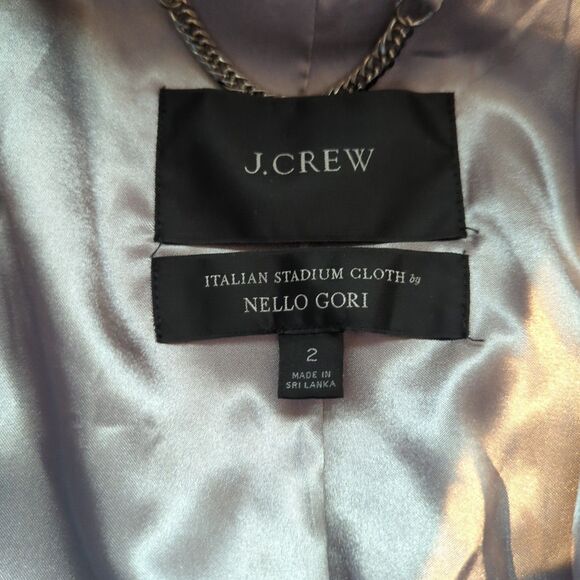 J.CREW
ITALIAN STADIUM CLOTH by
NELLO GORI
2
MADE IN
SRI LANKA